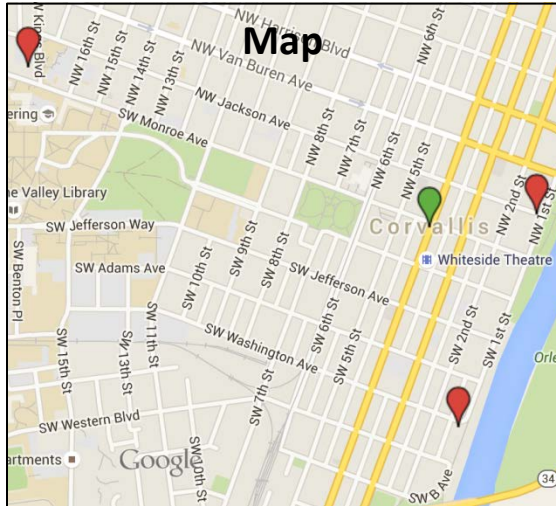 Map
NW Harrison Blvd
NW Van Buren Ave
NW 6th St
NW Kings Blvd
NW 16th St
NW 15th St
NW 14th St
NW 13th St
NW Jackson Ave
SW Monroe Ave
NW 8th St
NW 7th St
NW 6th St
NW 5th St
NW 2nd St
NW 1st St
ering
ne Valley Library
Corvallis
Whiteside Theatre
SW Jefferson Way
SW Adams Ave
SW Benton Pl
SW 10th St
SW 9th St
SW 8th St
SW Jefferson Ave
SW 11th St
SW Washington Ave
SW 6th St
SW 5th St
SW 2nd St
SW 1st St
SW 15th St
SW 13th St
SW 7th St
SW Western Blvd
SW 10th St
partments
Google
SW B Ave
Orle
34